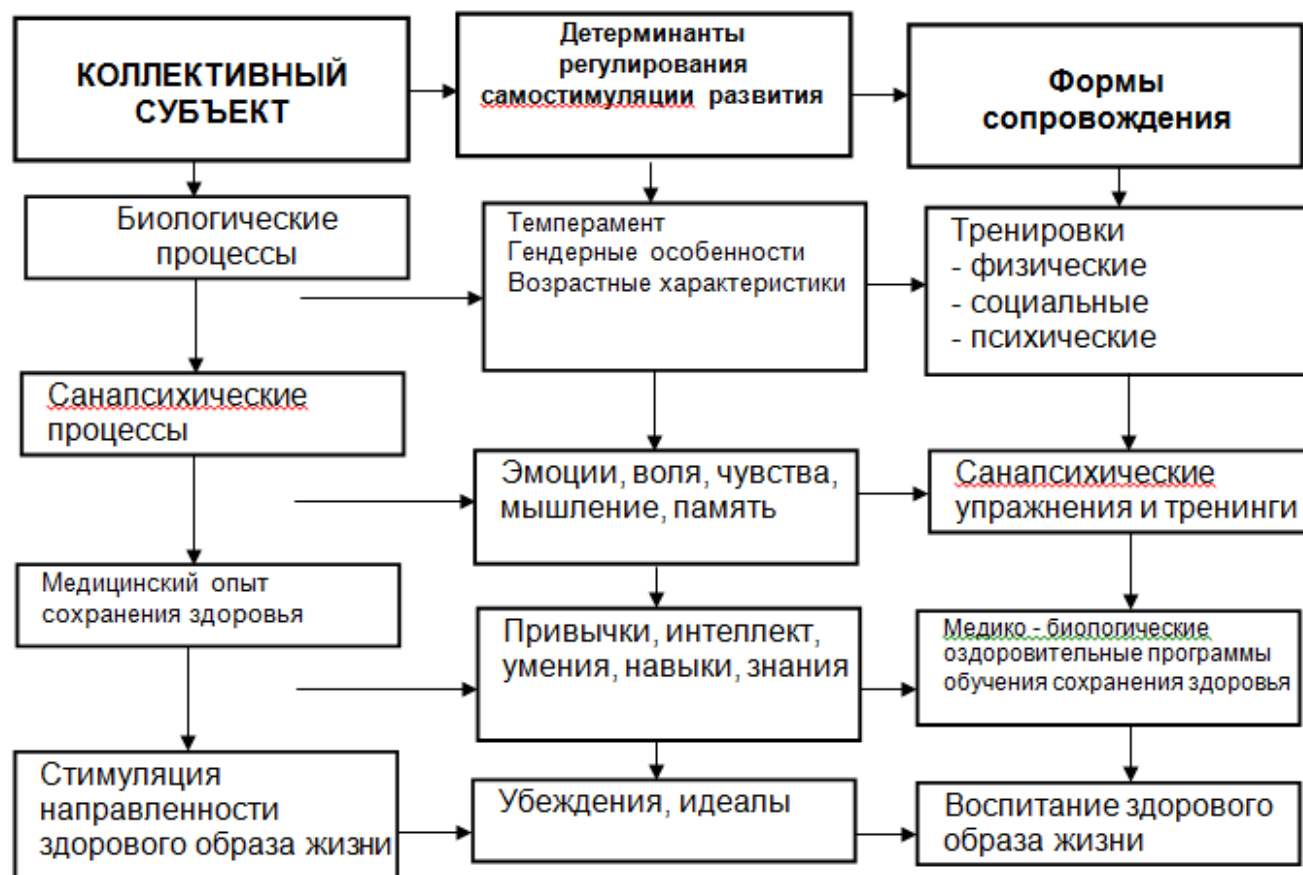 КОЛЛЕКТИВНЫЙ
СУБЪЕКТ
Детерминанты
регулирования
самостимуляции развития
Формы
сопровождения
Биологические
процессы
Темперамент
Гендерные особенности
Возрастные характеристики
Тренировки
- физические
- социальные
- психические
Санапсихические
процессы
Эмоции, воля, чувства,
мышление, память
Санапсихические
упражнения и тренинги
Медицинский опыт
сохранения здоровья
Привычки, интеллект,
умения, навыки, знания
Медико - биологические
оздоровительные программы
обучения сохранения здоровья
Стимуляция
направленности
здорового образа жизни
Убеждения, идеалы
Воспитание здорового
образа жизни